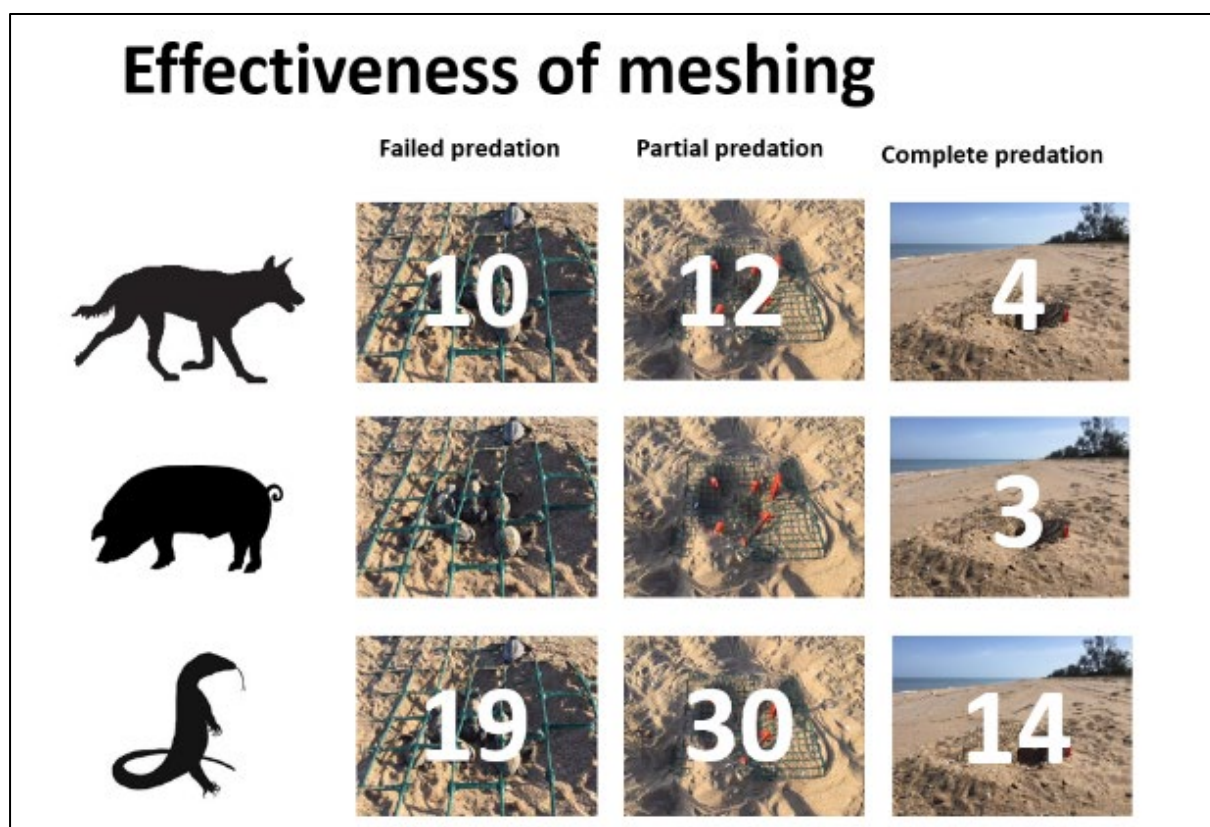 Effectiveness of meshing
Failed predation Partial predation Complete predation
10 12 4
3
19 30 14